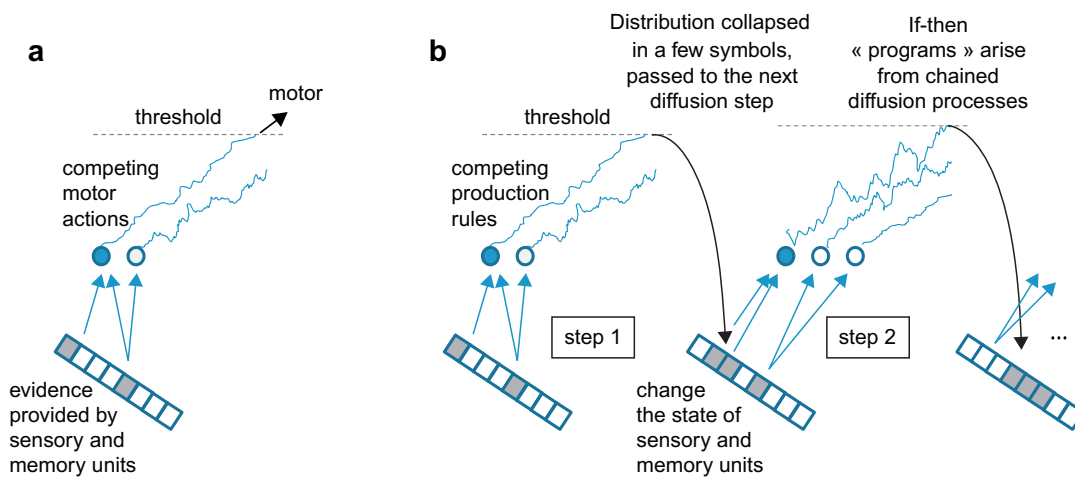 a
motor
threshold
competing
motor
actions
evidence
provided by
sensory and
memory units
b
Distribution collapsed
in a few symbols,
passed to the next
diffusion step
If-then
« programs » arise
from chained
diffusion processes
threshold
competing
production
rules
step 1
change
the state of
sensory and
memory units
step 2
...